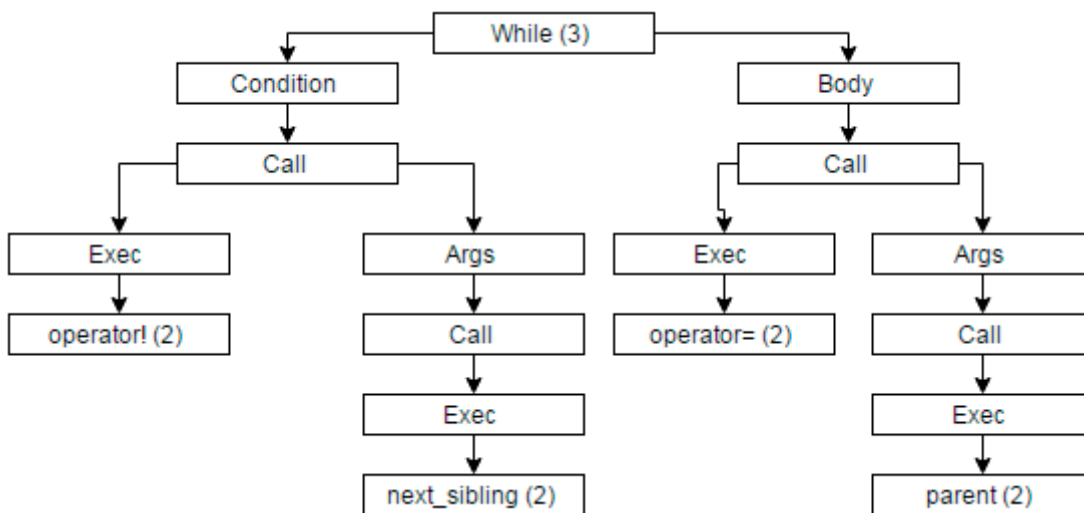 While (3)
Condition
Body
Call
Call
Exec
Args
Exec
Args
operator! (2)
Call
operator= (2)
Call
Exec
Exec
next_sibling (2)
parent (2)